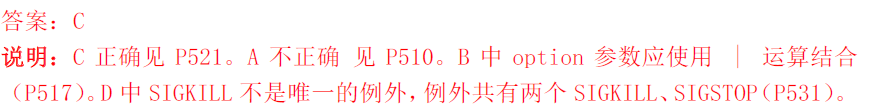 答案：C
说明：C 正确见 P521。A 不正确 见 P510。B 中 option 参数应使用 | 运算结合
（P517）。D 中 SIGKILL 不是唯一的例外，例外共有两个 SIGKILL、SIGSTOP（P531）。